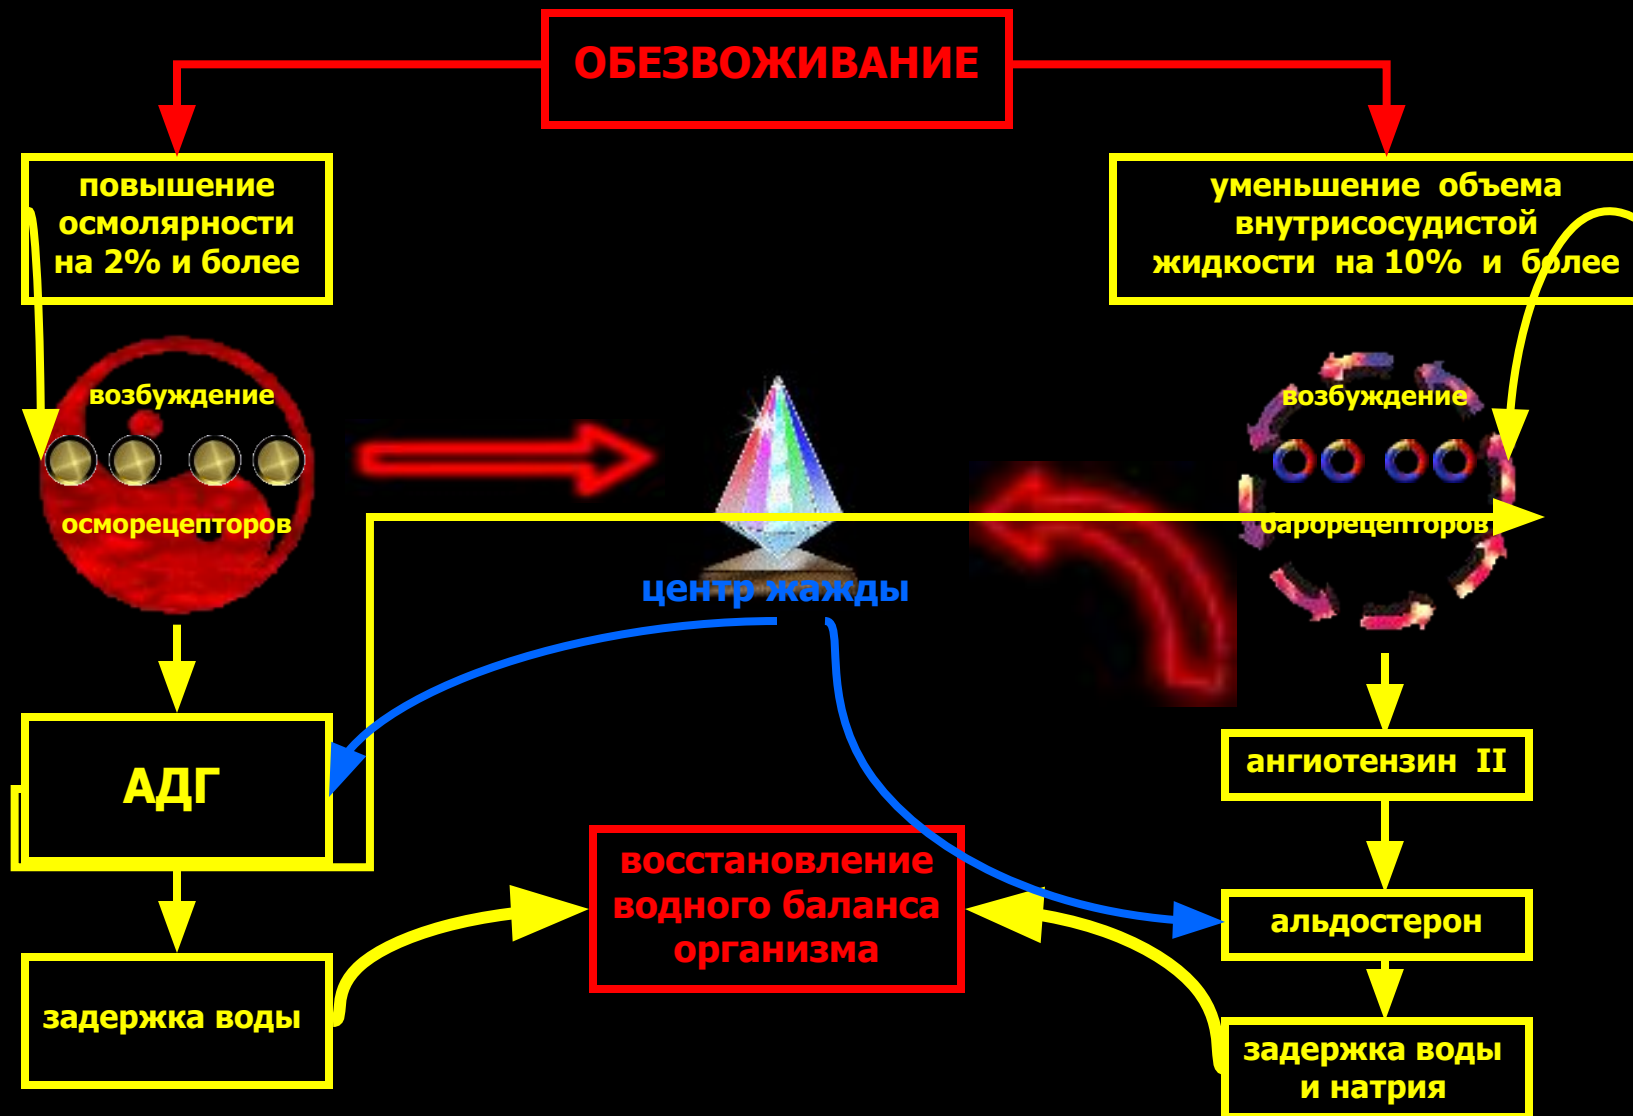 ОБЕЗВОЖИВАНИЕ
повышение
осмолярности
на 2% и более
уменьшение объема
внутрисосудистой
жидкости на 10% и более
возбуждение
осморецепторов
возбуждение
барорецепторов
центр жажды
АДГ
ангиотензин II
восстановление
водного баланса
организма
альдостерон
задержка воды
задержка воды
и натрия